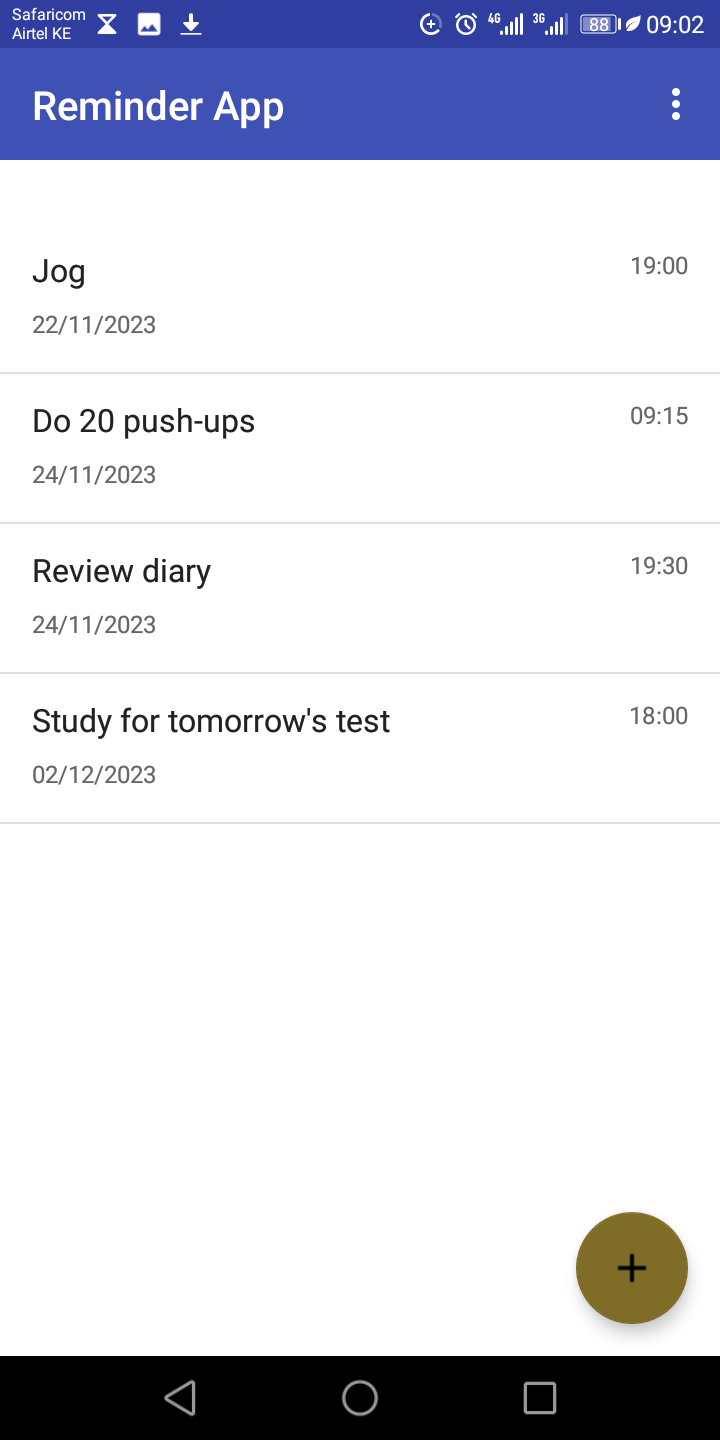 Safaricom
Airtel KE
4G 3G 88 09:02
Reminder App
Jog 19:00
22/11/2023
Do 20 push-ups 09:15
24/11/2023
Review diary 19:30
24/11/2023
Study for tomorrow's test 18:00
02/12/2023
+